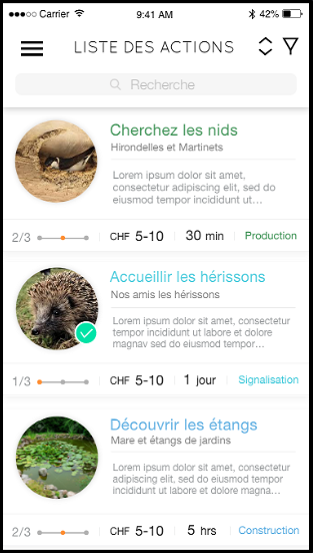 Carrier 9:41 AM 42%
LISTE DES ACTIONS
Recherche
Cherchez les nids
Hirondelles et Martinets
Lorem ipsum dolor sit amet,
consectetur adipiscing elit, sed do
eiusmod tempor incididunt ut...
2/3 CHF 5-10 30 min Production
Accueillir les hérissons
Nos amis les hérissons
Lorem ipsum dolor sit amet, consectetur
tempor incididunt ut labore et dolore
magnav sed do eiusmod tempor...
1/3 CHF 5-10 1 jour Signalisation
Découvrir les étangs
Mare et étangs de jardins
Lorem ipsum dolor sit amet, consectetur
adipiscing elit, sed do eiusmod tempor
incididunt ut labore et dolore magna...
2/3 CHF 5-10 5 hrs Construction